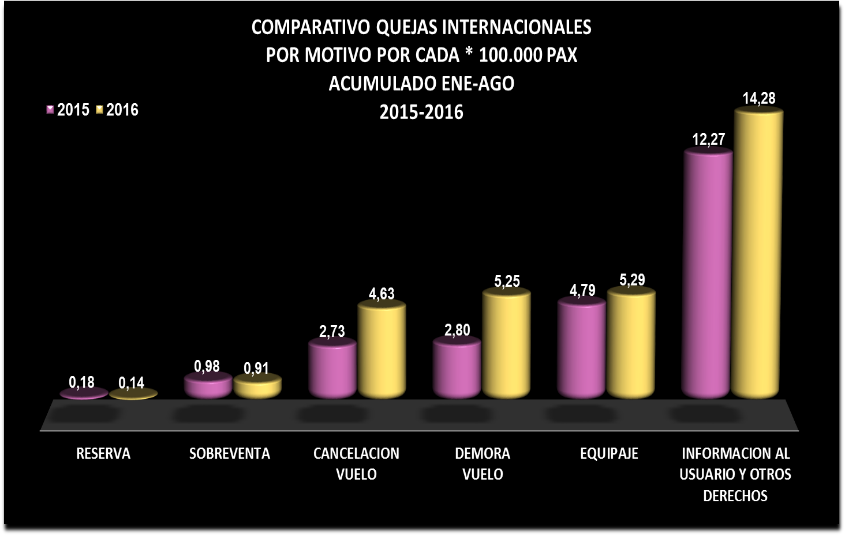 COMPARATIVO QUEJAS INTERNACIONALES
POR MOTIVO POR CADA * 100.000 PAX
ACUMULADO ENE-AGO
2015-2016
2015 2016
0,18 0,14
0,98 0,91
2,73 4,63
2,80 5,25
4,79 5,29
12,27 14,28
RESERVA
SOBREVENTA
CANCELACION
VUELO
DEMORA
VUELO
EQUIPAJE
INFORMACION AL
USUARIO Y OTROS
DERECHOS